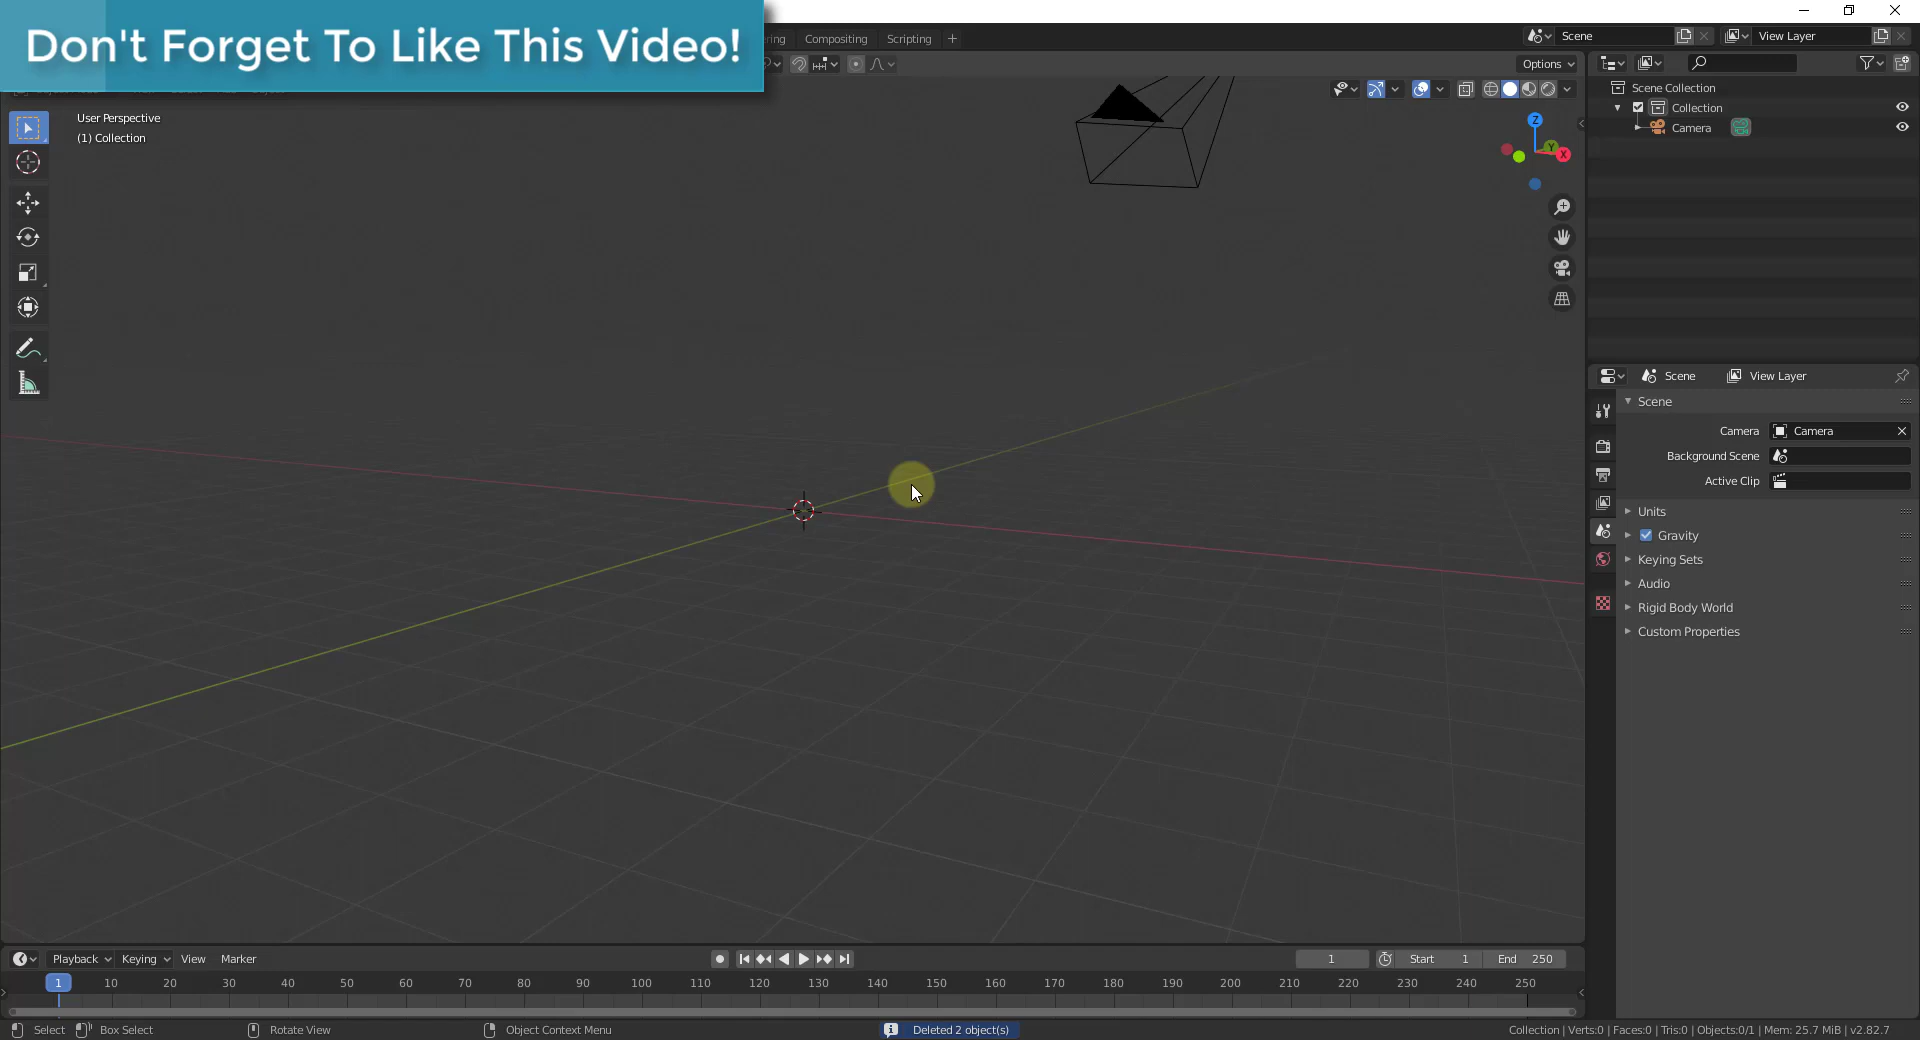 Don't Forget To Like This Video!
Compositing Scripting +
Scene
View Layer
Options
User Perspective
(1) Collection
Z
Y
X
Scene Collection
Collection
Camera
Scene View Layer
Scene
Camera Camera
Background Scene
Active Clip
Units
Gravity
Keying Sets
Audio
Rigid Body World
Custom Properties
Playback Keying View Marker
1 Start 1 End 250
1 10 20 30 40 50 60 70 80 90 100 110 120 130 140 150 160 170 180 190 200 210 220 230 240 250
Select Box Select Rotate View Object Context Menu Deleted 2 object(s) Collection | Verts:0 | Faces:0 | Tris:0 | Objects:0/1 | Mem: 25.7 MiB | v2.82.7